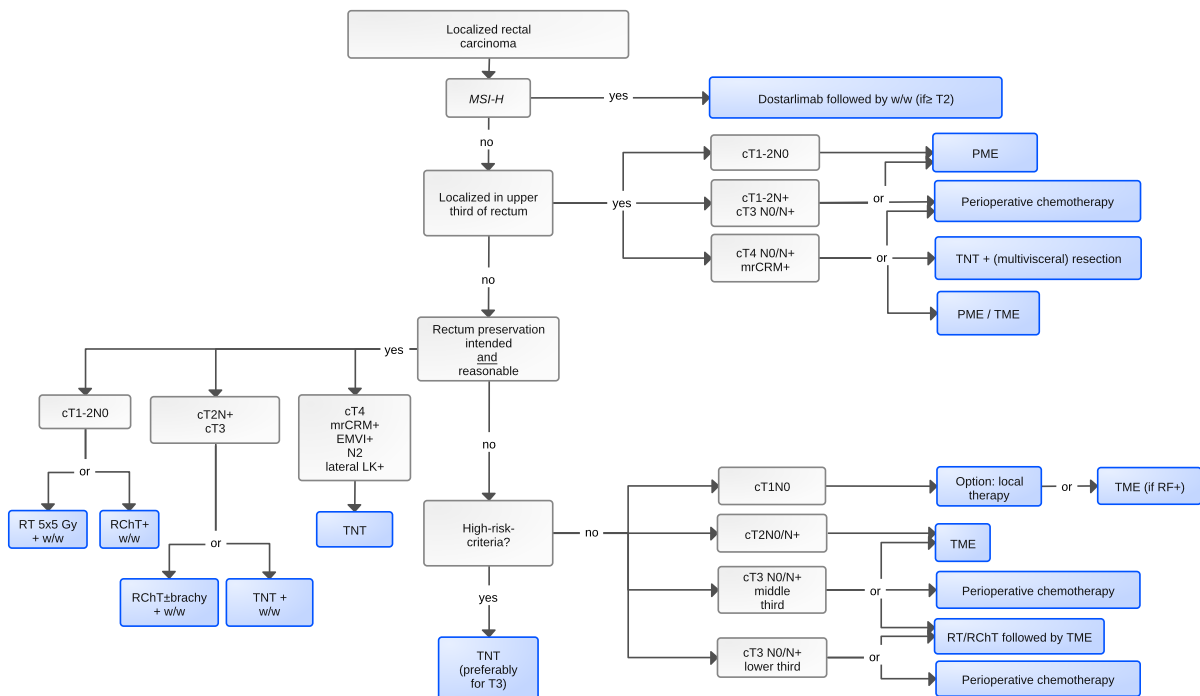 Localized rectal
carcinoma
MSI-H
yes
Dostarlimab followed by w/w (if≥ T2)
no
Localized in upper
third of rectum
yes
cT1-2N0
PME
cT1-2N+
cT3 N0/N+
or
Perioperative chemotherapy
cT4 N0/N+
mrCRM+
or
TNT + (multivisceral) resection
PME / TME
no
Rectum preservation
intended
and
reasonable
yes
cT1-2N0
cT2N+
cT3
cT4
mrCRM+
EMVI+
N2
lateral LK+
or
RT 5x5 Gy
+ w/w
RChT+
w/w
TNT
or
RChT±brachy
+ w/w
TNT +
w/w
no
High-risk-
criteria?
no
cT1N0
Option: local
therapy
or
TME (if RF+)
cT2N0/N+
TME
cT3 N0/N+
middle
third
or
Perioperative chemotherapy
RT/RChT followed by TME
cT3 N0/N+
lower third
or
Perioperative chemotherapy
yes
TNT
(preferably
for T3)